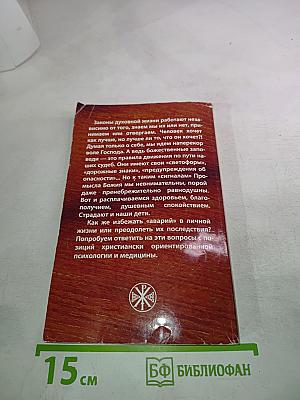 Законы духовной жизни работают неза-
висимо от того, знаем мы их или нет, при-
нимаем или отвергаем. Человек хочет
как лучше, но лучше ли то, что он хочет?!
Думая только о себе, мы идем наперекор
воле Господа. А ведь божественные запо-
веди — это правила движения по пути на-
ших судеб. Они имеют свои «светофоры»,
«дорожные знаки», «предупреждения об
опасности»... Но к таким «сигналам» Про-
мысла Божия мы невнимательны, порой
даже пренебрежительно равнодушны.
Вот и расплачиваемся здоровьем, благо-
получием, душевным спокойствием.
Страдают и наши дети.
Как же избежать «аварий» в личной
жизни или преодолеть их последствия?..
Попробуем ответить на эти вопросы с по-
зиций христиански ориентированной
психологии и медицины.
15 см
БФ БИБЛИОФАН